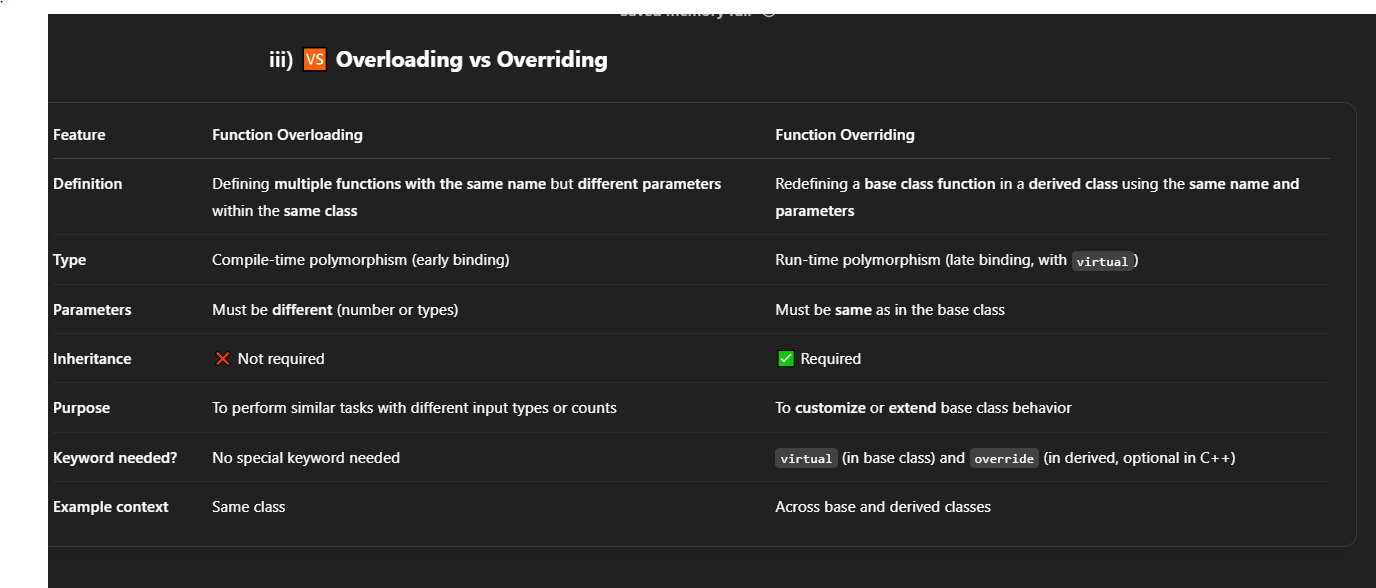 iii) VS Overloading vs Overriding
Feature Function Overloading Function Overriding
Definition Defining multiple functions with the same name but different parameters Redefining a base class function in a derived class using the same name and
within the same class parameters
Type Compile-time polymorphism (early binding) Run-time polymorphism (late binding, with virtual)
Parameters Must be different (number or types) Must be same as in the base class
Inheritance ❌ Not required ✅ Required
Purpose To perform similar tasks with different input types or counts To customize or extend base class behavior
Keyword needed? No special keyword needed virtual (in base class) and override (in derived, optional in C++)
Example context Same class Across base and derived classes